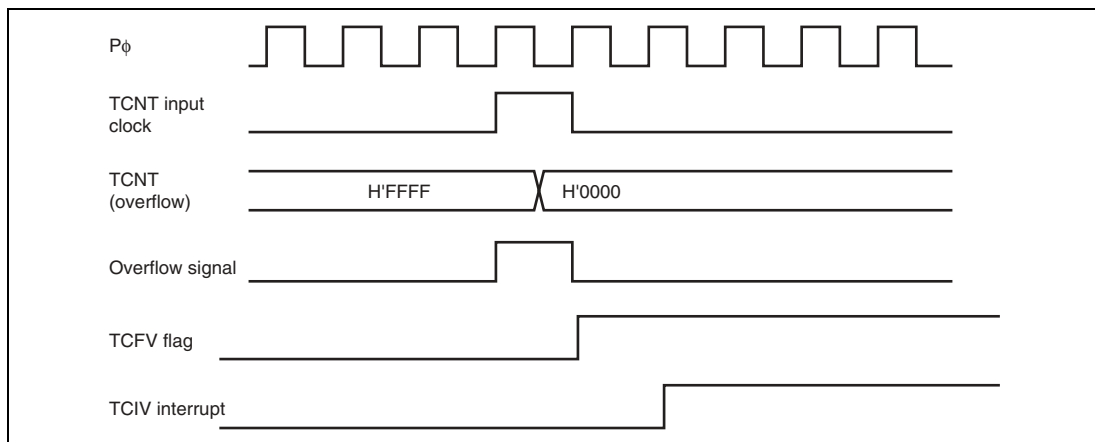 Pϕ
TCNT input
clock
TCNT
(overflow)
H'FFFF
H'0000
Overflow signal
TCFV flag
TCIV interrupt